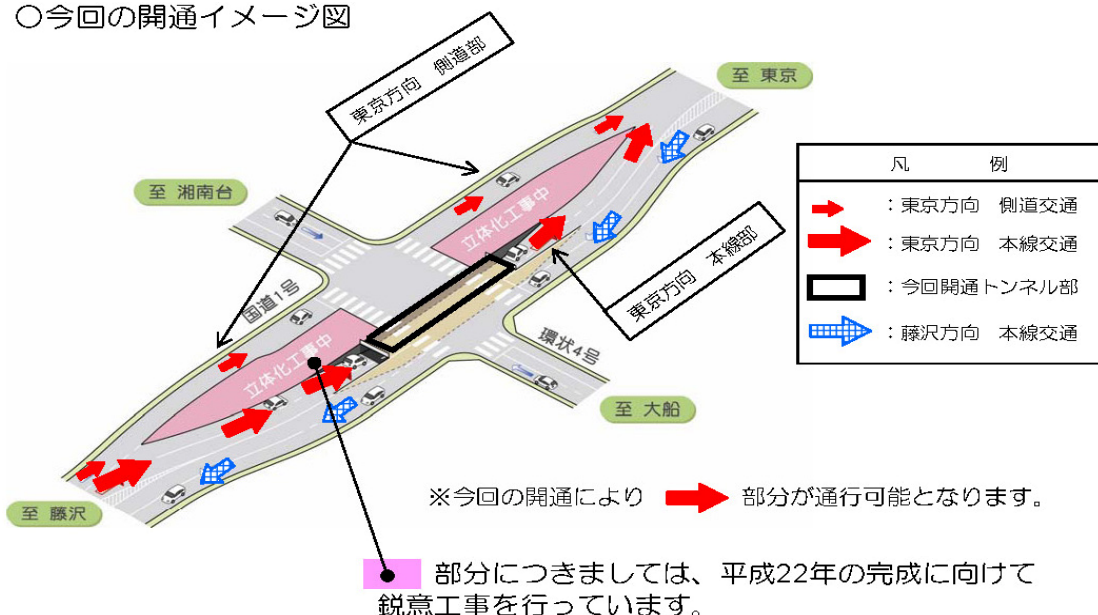 〇今回の開通イメージ図
東京方向 側道部
至 東京
至 湘南台
立体化工事中
東京方向 本線部
国道1号
立体化工事中
環状4号
至 大船
至 藤沢
凡 例
：東京方向 側道交通
：東京方向 本線交通
：今回開通トンネル部
：藤沢方向 本線交通
※今回の開通により 部分が通行可能となります。
部分につきましては、平成22年の完成に向けて
鋭意工事を行っています。